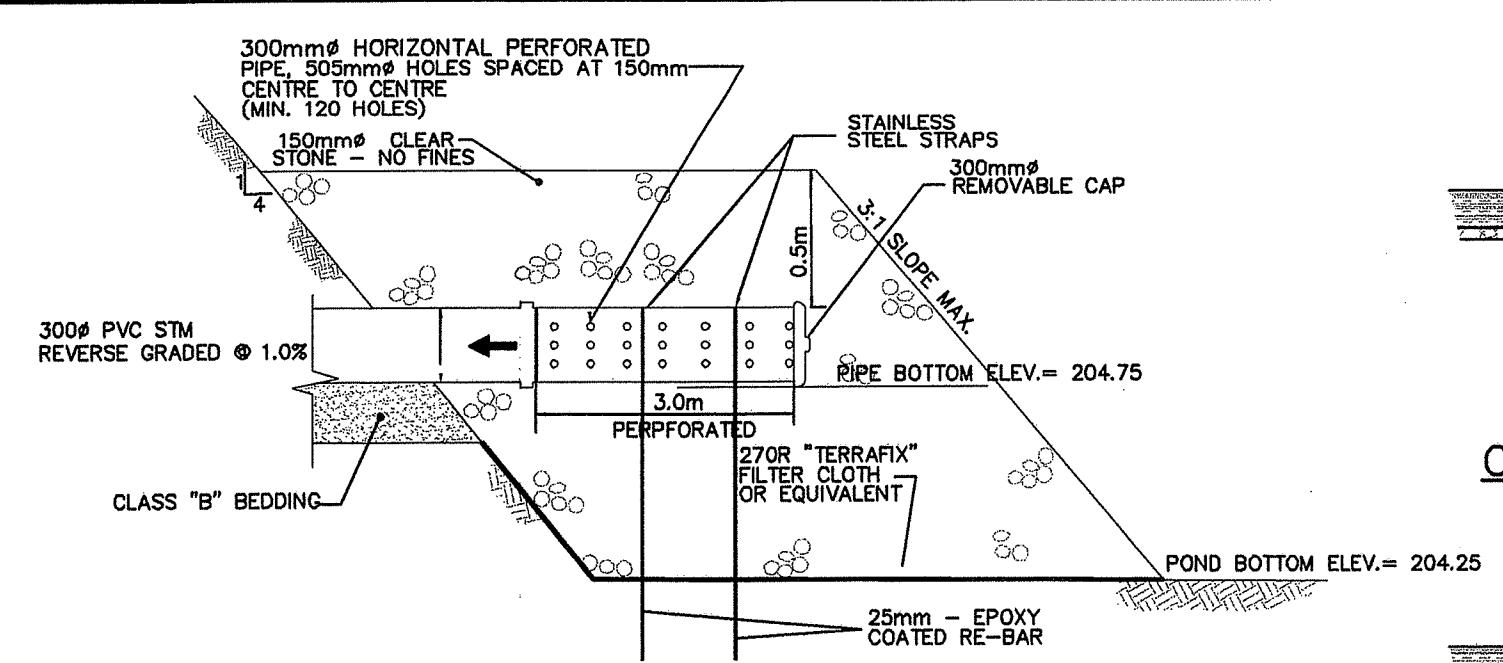 300mmø HORIZONTAL PERFORATED
PIPE, 505mmø HOLES SPACED AT 150mm
CENTRE TO CENTRE
(MIN. 120 HOLES)
150mmø CLEAR
STONE – NO FINES
STAINLESS
STEEL STRAPS
300mmø
REMOVABLE CAP
1
4
3:1 SLOPE MAX.
0.5m
300ø PVC STM
REVERSE GRADED @ 1.0%
PIPE BOTTOM ELEV.= 204.75
3.0m
PERPFORATED
270R "TERRAFIX"
FILTER CLOTH
OR EQUIVALENT
CLASS "B" BEDDING
POND BOTTOM ELEV.= 204.25
25mm – EPOXY
COATED RE-BAR